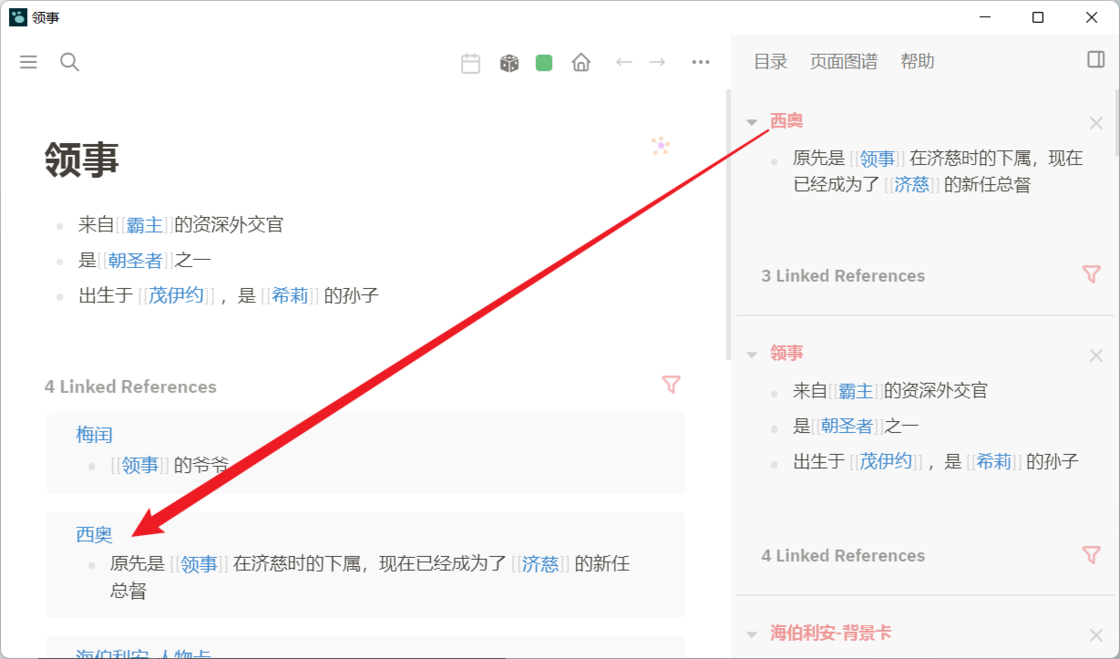 领事
目录 页面图谱 帮助
领事
来自[[霸主]]的资深外交官
是[[朝圣者]]之一
出生于 [[茂伊约]] ，是 [[希莉]] 的孙子
4 Linked References
梅闰
[[领事]] 的爷爷
西奥
原先是 [[领事]] 在济慈时的下属，现在已经成为了 [[济慈]] 的新任
总督
海伯利安-人物卡
西奥
原先是 [[领事]] 在济慈时的下属，现在
已经成为了 [[济慈]] 的新任总督
3 Linked References
领事
来自[[霸主]]的资深外交官
是[[朝圣者]]之一
出生于 [[茂伊约]] ，是 [[希莉]] 的孙子
4 Linked References
海伯利安-背景卡